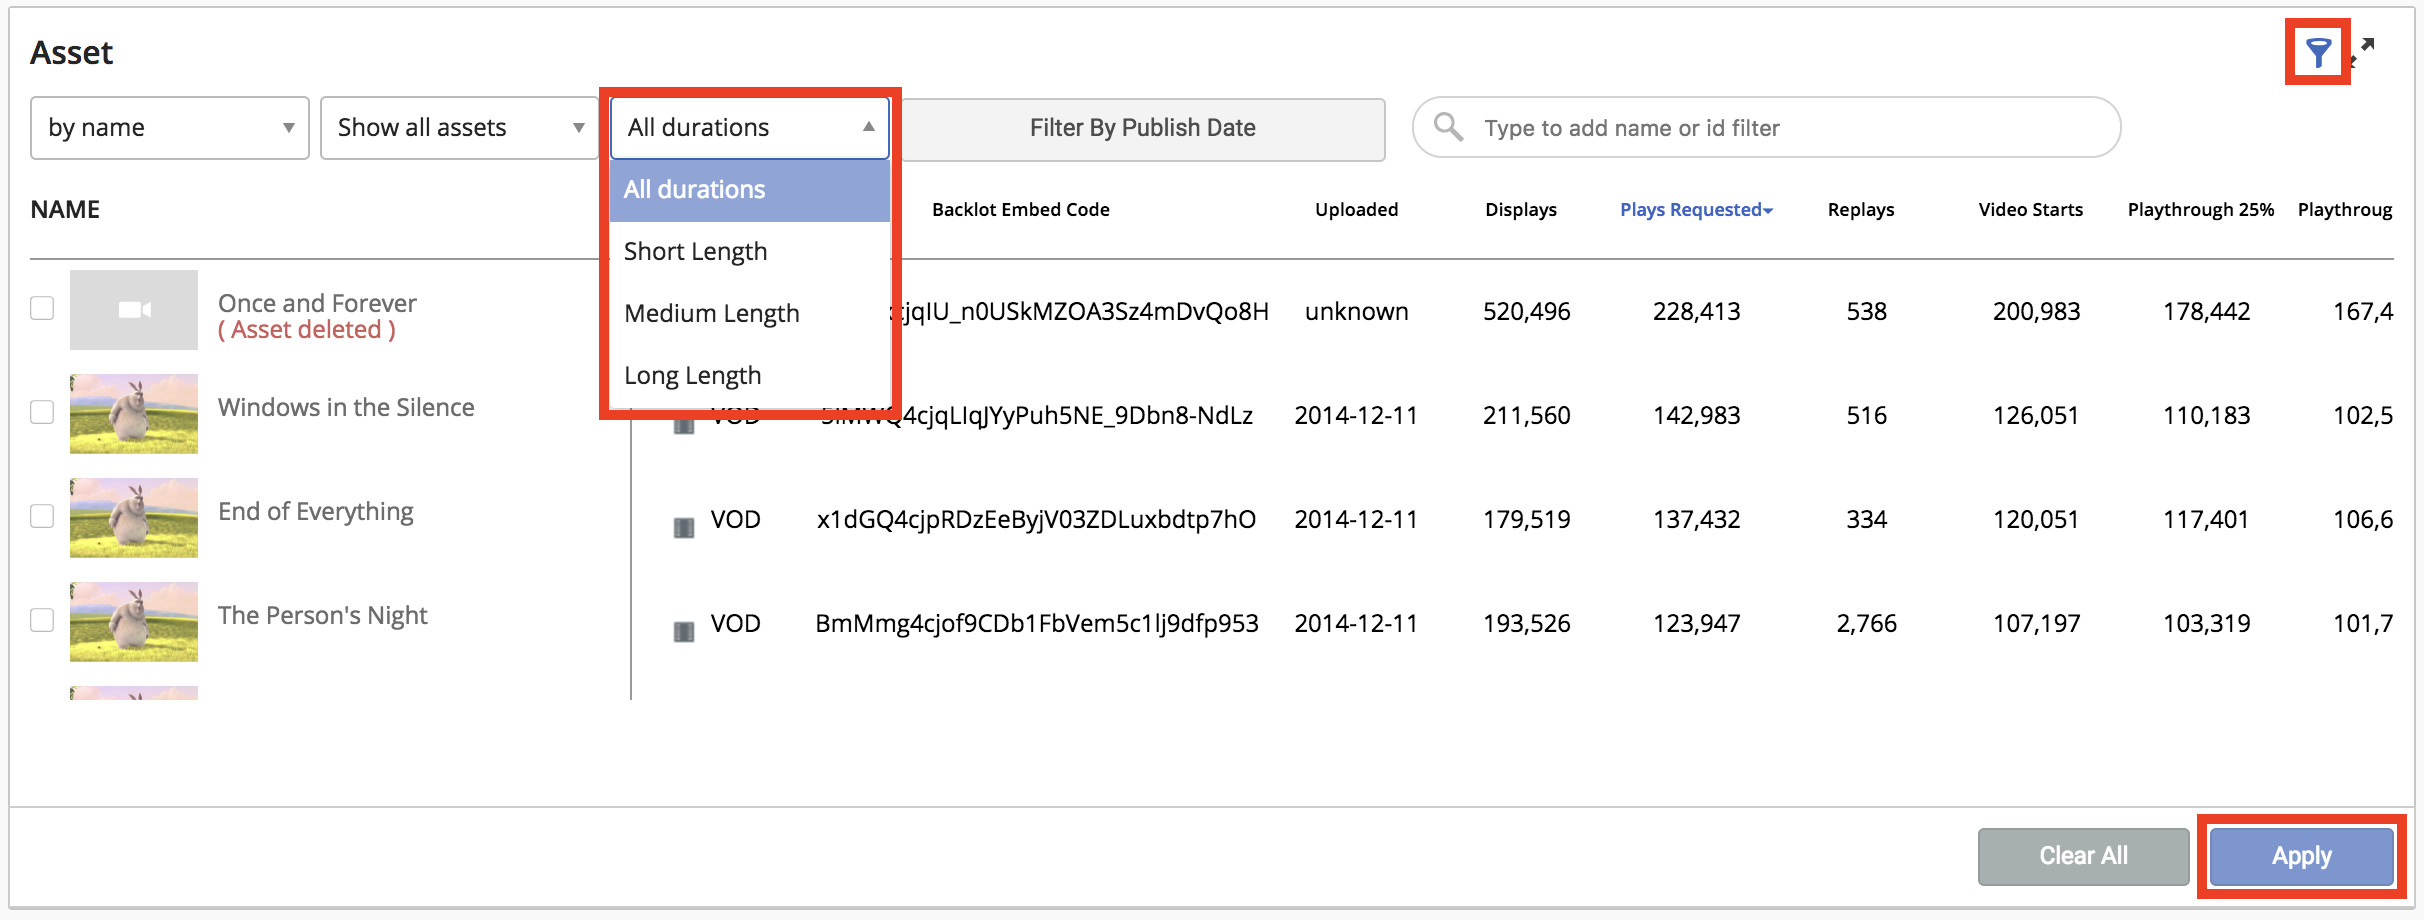 Asset
by name
Show all assets
All durations
Filter By Publish Date
Type to add name or id filter
All durations
Short Length
Medium Length
Long Length
NAME
Backlot Embed Code
Uploaded
Displays
Plays Requested
Replays
Video Starts
Playthrough 25%
Playthroug
Once and Forever
( Asset deleted )
cjqIU_n0USkMZOA3Sz4mDvQo8H unknown 520,496 228,413 538 200,983 178,442 167,4
Windows in the Silence
VOD 5iMWQ4cjqLIqJYyPuh5NE_9Dbn8-NdLz 2014-12-11 211,560 142,983 516 126,051 110,183 102,5
End of Everything
VOD x1dGQ4cjpRDzEeByjV03ZDLuxbdtp7hO 2014-12-11 179,519 137,432 334 120,051 117,401 106,6
The Person's Night
VOD BmMmg4cjof9CDb1FbVem5c1lj9dfp953 2014-12-11 193,526 123,947 2,766 107,197 103,319 101,7
Clear All
Apply